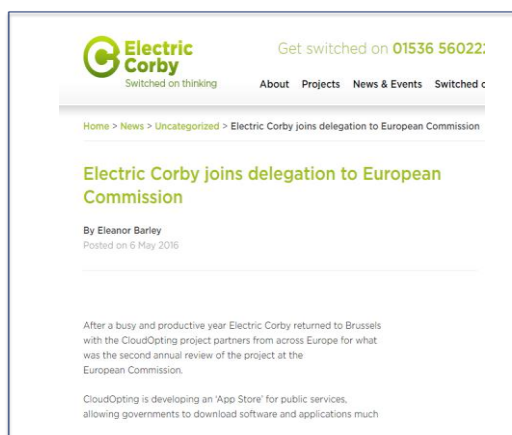 Electric
Corby
Switched on thinking
Get switched on 01536 560222
About Projects News & Events Switched
Home > News > Uncategorized > Electric Corby joins delegation to European Commission
Electric Corby joins delegation to European
Commission
By Eleanor Barley
Posted on 6 May 2016
After a busy and productive year Electric Corby returned to Brussels
with the CloudOpting project partners from across Europe for what
was the second annual review of the project at the
European Commission.
CloudOpting is developing an 'App Store' for public services,
allowing governments to download software and applications much